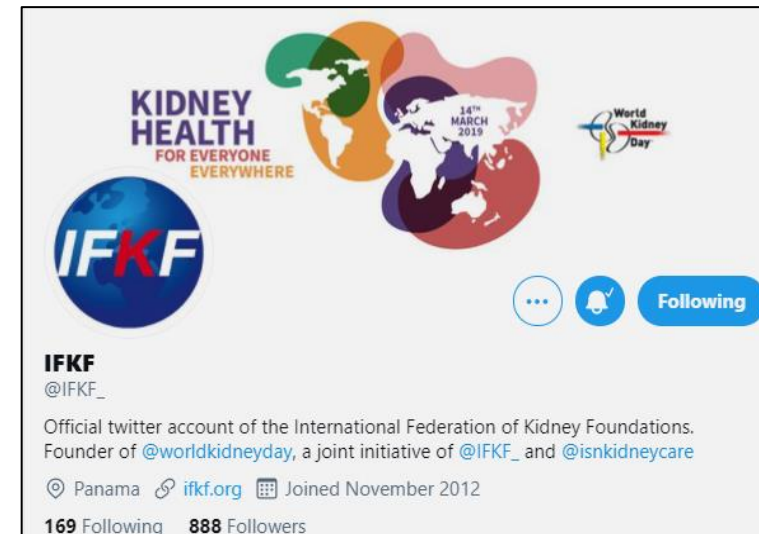 KIDNEY
HEALTH
FOR EVERYONE
EVERYWHERE
14TH
MARCH
2019
World
Kidney
Day
IFKF
Following
IFKF
@IFKF_
Official twitter account of the International Federation of Kidney Foundations.
Founder of @worldkidneyday, a joint initiative of @IFKF_ and @isnkidneycare
Panama ifkf.org Joined November 2012
169 Following 888 Followers